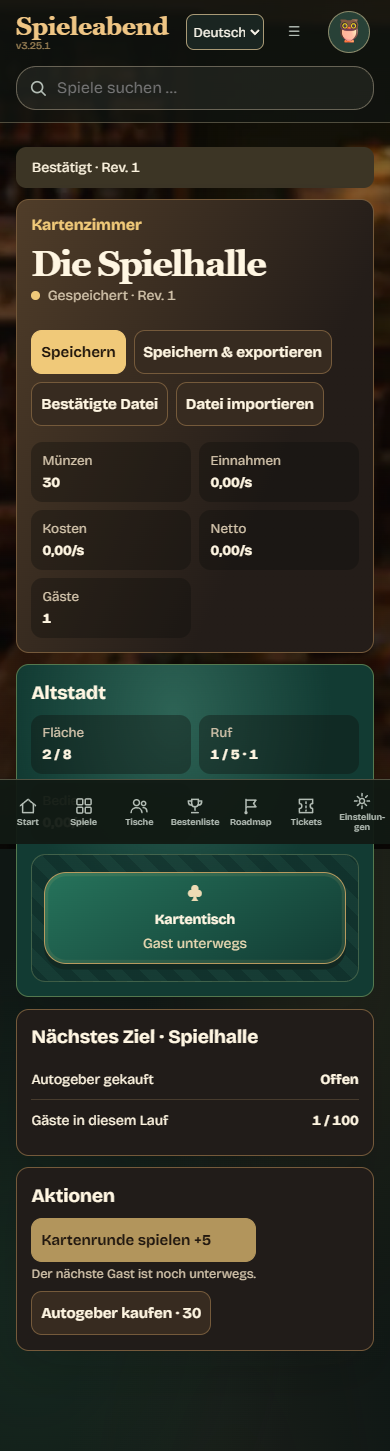 Spieleabend
v3.25.1
Deutsch
Spiele suchen ...
Bestätigt · Rev. 1
Kartenzimmer
Die Spielhalle
Gespeichert · Rev. 1
Speichern
Speichern & exportieren
Bestätigte Datei
Datei importieren
Münzen
30
Einnahmen
0,00/s
Kosten
0,00/s
Netto
0,00/s
Gäste
1
Altstadt
Fläche
2 / 8
Ruf
1 / 5 · 1
Start
Spiele
Tische
Bestenliste
Roadmap
Tickets
Einstellun-
gen
Kartentisch
Gast unterwegs
Nächstes Ziel · Spielhalle
Autogeber gekauft
Offen
Gäste in diesem Lauf
1 / 100
Aktionen
Kartenrunde spielen +5
Der nächste Gast ist noch unterwegs.
Autogeber kaufen · 30